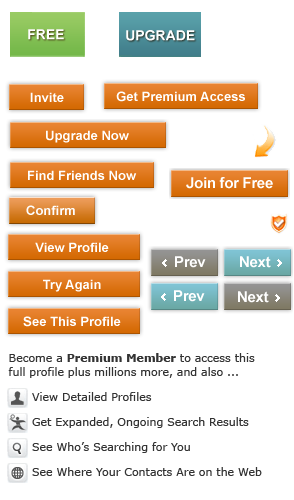 FREE
UPGRADE
Invite
Get Premium Access
Upgrade Now
Find Friends Now
Join for Free
Confirm
View Profile
‹ Prev
Next ›
Try Again
‹ Prev
Next ›
See This Profile
Become a Premium Member to access this
full profile plus millions more, and also ...
View Detailed Profiles
Get Expanded, Ongoing Search Results
See Who's Searching for You
See Where Your Contacts Are on the Web